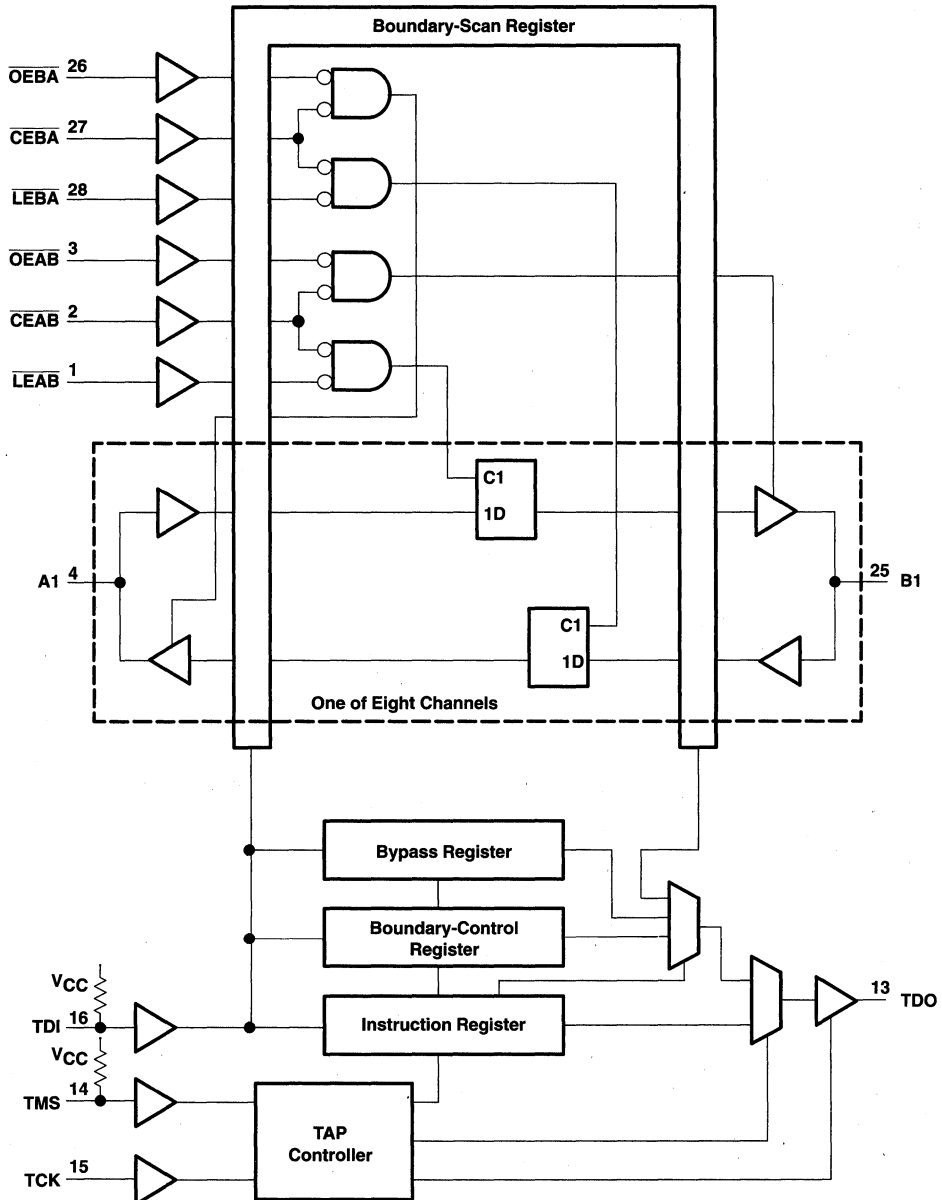 Boundary-Scan Register
OEBA 26
CEBA 27
LEBA 28
OEAB 3
CEAB 2
LEAB 1
C1
1D
A1 4
25 B1
C1
1D
One of Eight Channels
Bypass Register
Boundary-Control
Register
VCC
TDI 16
Instruction Register
13 TDO
VCC
TMS 14
TAP
Controller
TCK 15